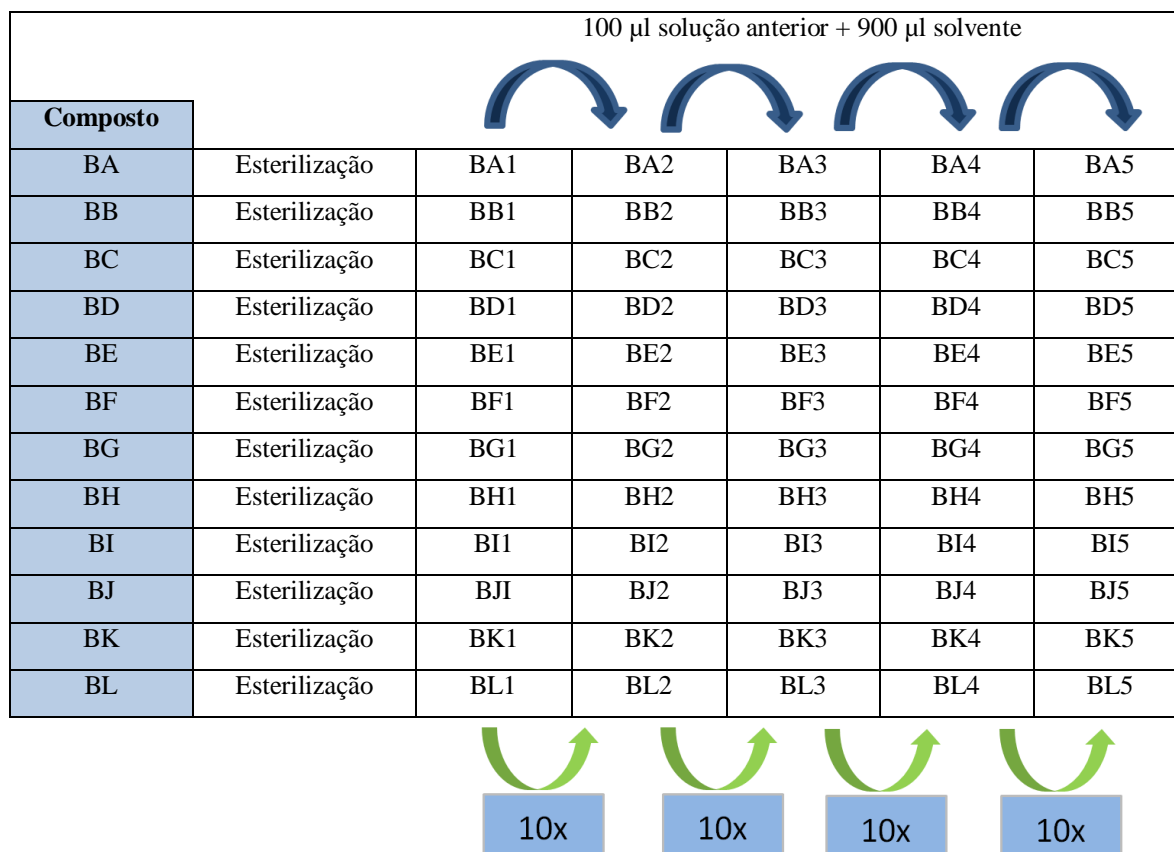 100 µl solução anterior + 900 µl solvente
Composto
BA Esterilização BA1 BA2 BA3 BA4 BA5
BB Esterilização BB1 BB2 BB3 BB4 BB5
BC Esterilização BC1 BC2 BC3 BC4 BC5
BD Esterilização BD1 BD2 BD3 BD4 BD5
BE Esterilização BE1 BE2 BE3 BE4 BE5
BF Esterilização BF1 BF2 BF3 BF4 BF5
BG Esterilização BG1 BG2 BG3 BG4 BG5
BH Esterilização BH1 BH2 BH3 BH4 BH5
BI Esterilização BI1 BI2 BI3 BI4 BI5
BJ Esterilização BJI BJ2 BJ3 BJ4 BJ5
BK Esterilização BK1 BK2 BK3 BK4 BK5
BL Esterilização BL1 BL2 BL3 BL4 BL5
10x 10x 10x 10x